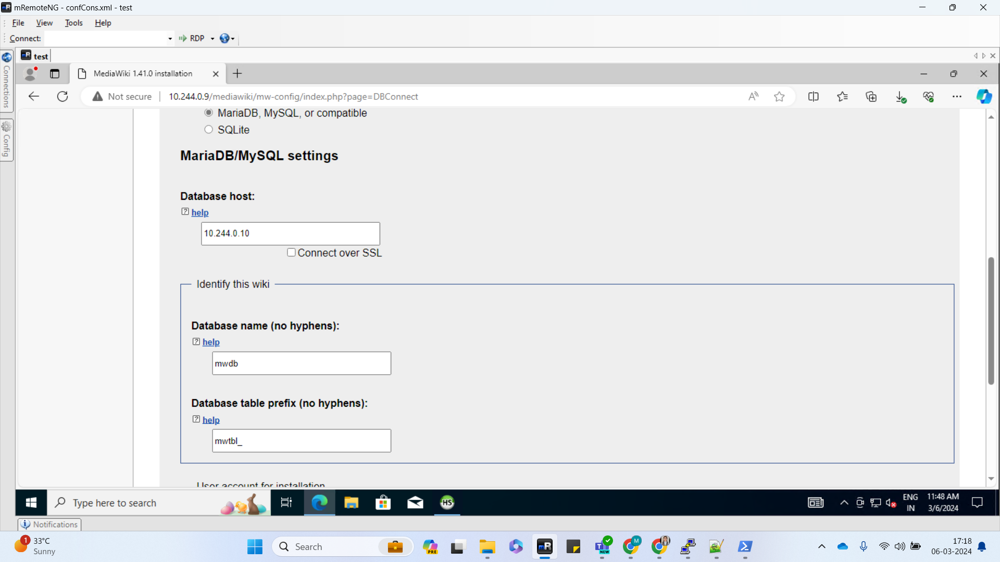 mRemoteNG - confCons.xml - test
File View Tools Help
Connect: RDP
test
Connections
Config
MediaWiki 1.41.0 installation
Not secure 10.244.0.9/mediawiki/mw-config/index.php?page=DBConnect
MariaDB, MySQL, or compatible
SQLite
MariaDB/MySQL settings
Database host:
help
10.244.0.10
Connect over SSL
Identify this wiki
Database name (no hyphens):
help
mwdb
Database table prefix (no hyphens):
help
mwtbl_
User account for installation
Type here to search
HS
ENG
IN
11:48 AM
3/6/2024
Notifications
1
33°C
Sunny
Search
PRE
NEW
M
17:18
06-03-2024